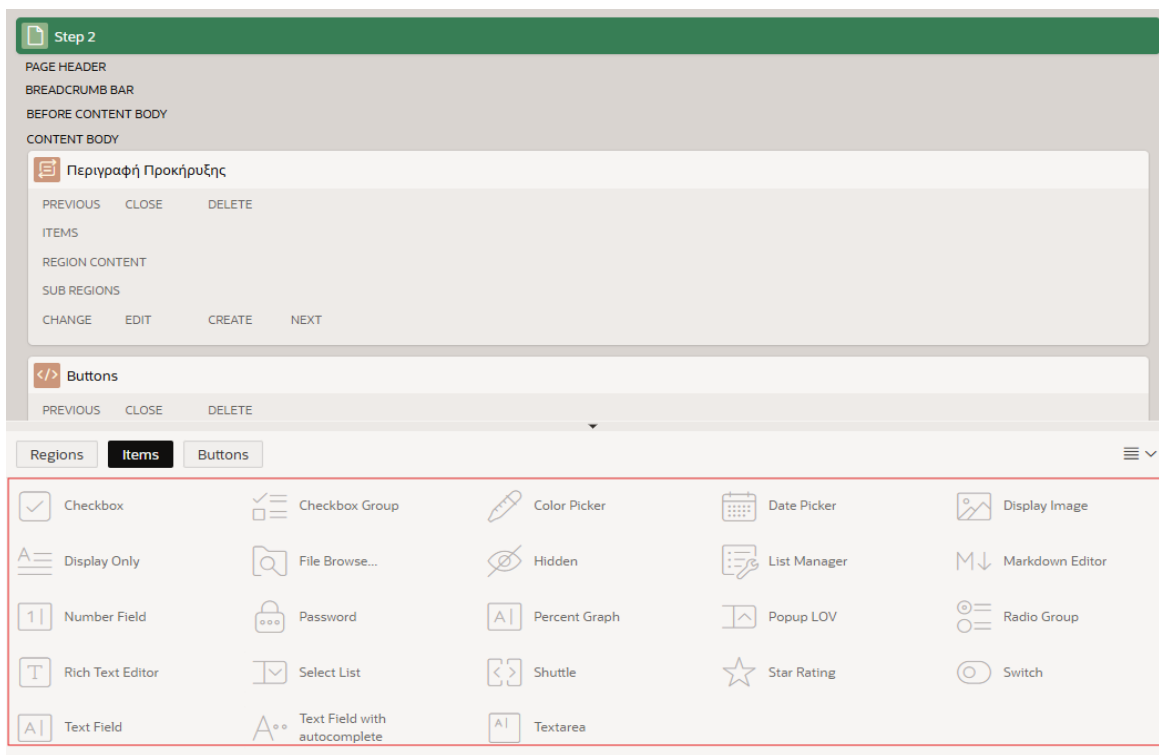 Step 2
PAGE HEADER
BREADCRUMB BAR
BEFORE CONTENT BODY
CONTENT BODY
Περιγραφή Προκήρυξης
PREVIOUS CLOSE DELETE
ITEMS
REGION CONTENT
SUB REGIONS
CHANGE EDIT CREATE NEXT
</> Buttons
PREVIOUS CLOSE DELETE
Regions Items Buttons
Checkbox Checkbox Group Color Picker Date Picker Display Image
A Display Only File Browse... Hidden List Manager M↓ Markdown Editor
1| Number Field Password A| Percent Graph Popup LOV Radio Group
T Rich Text Editor Select List Shuttle Star Rating Switch
A| Text Field A Text Field with autocomplete A| Textarea